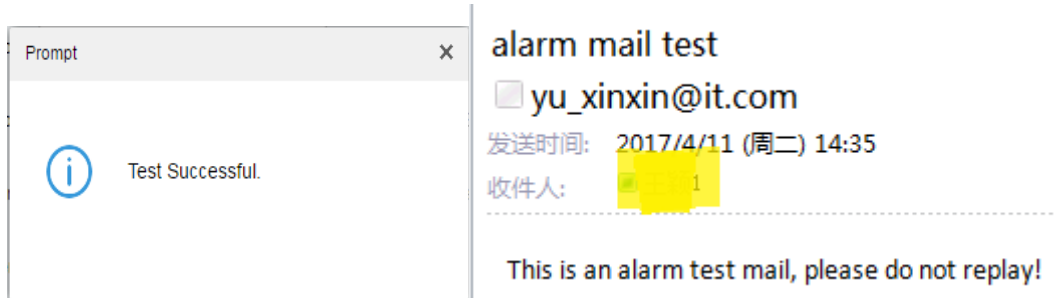 Prompt
Test Successful.
alarm mail test
yu_xinxin@it.com
发送时间: 2017/4/11 (周二) 14:35
收件人: 1
This is an alarm test mail, please do not replay!